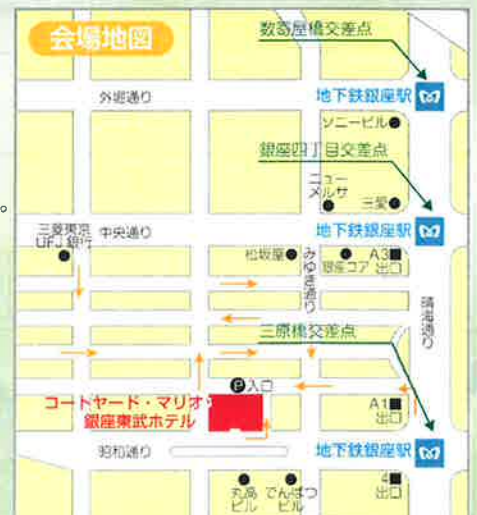 会場地図
数寄屋橋交差点
外堀通り
地下鉄銀座駅
ソニービル
銀座四丁目交差点
ニュー
メルサ
三愛
地下鉄銀座駅
三菱東京
UFJ銀行
中央通り
松坂屋
みゆき通り
銀座コア
A3
出口
晴海通り
三原橋交差点
P入口
コートヤード・マリオ
銀座東武ホテル
A1
出口
昭和通り
地下鉄銀座駅
丸高
ビル
でんぱつ
ビル
4
出口
。